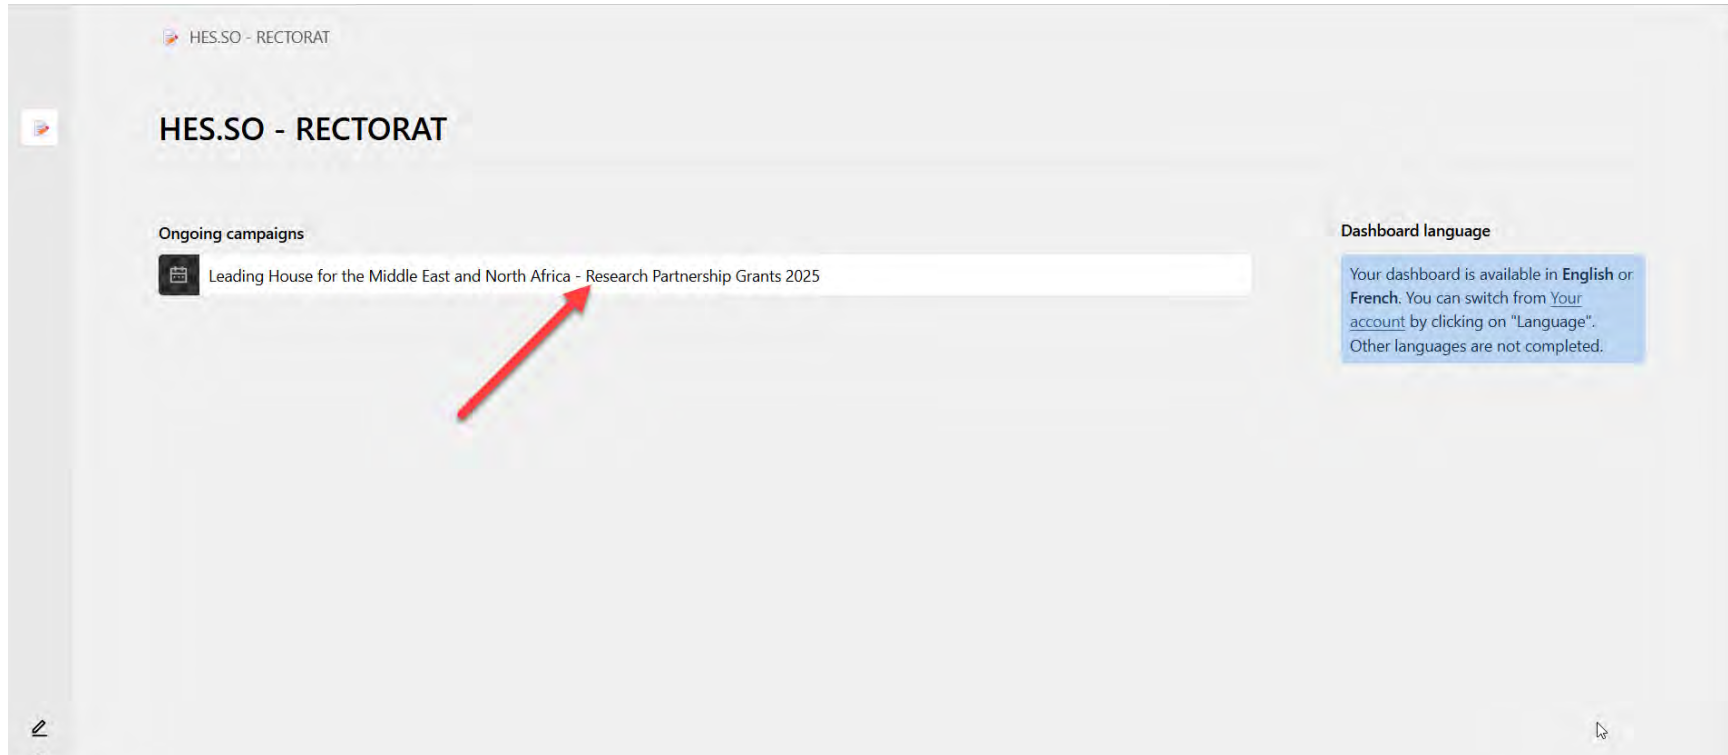 HES.SO - RECTORAT
HES.SO - RECTORAT
Ongoing campaigns
Leading House for the Middle East and North Africa - Research Partnership Grants 2025
Dashboard language
Your dashboard is available in English or
French. You can switch from Your
account by clicking on "Language".
Other languages are not completed.